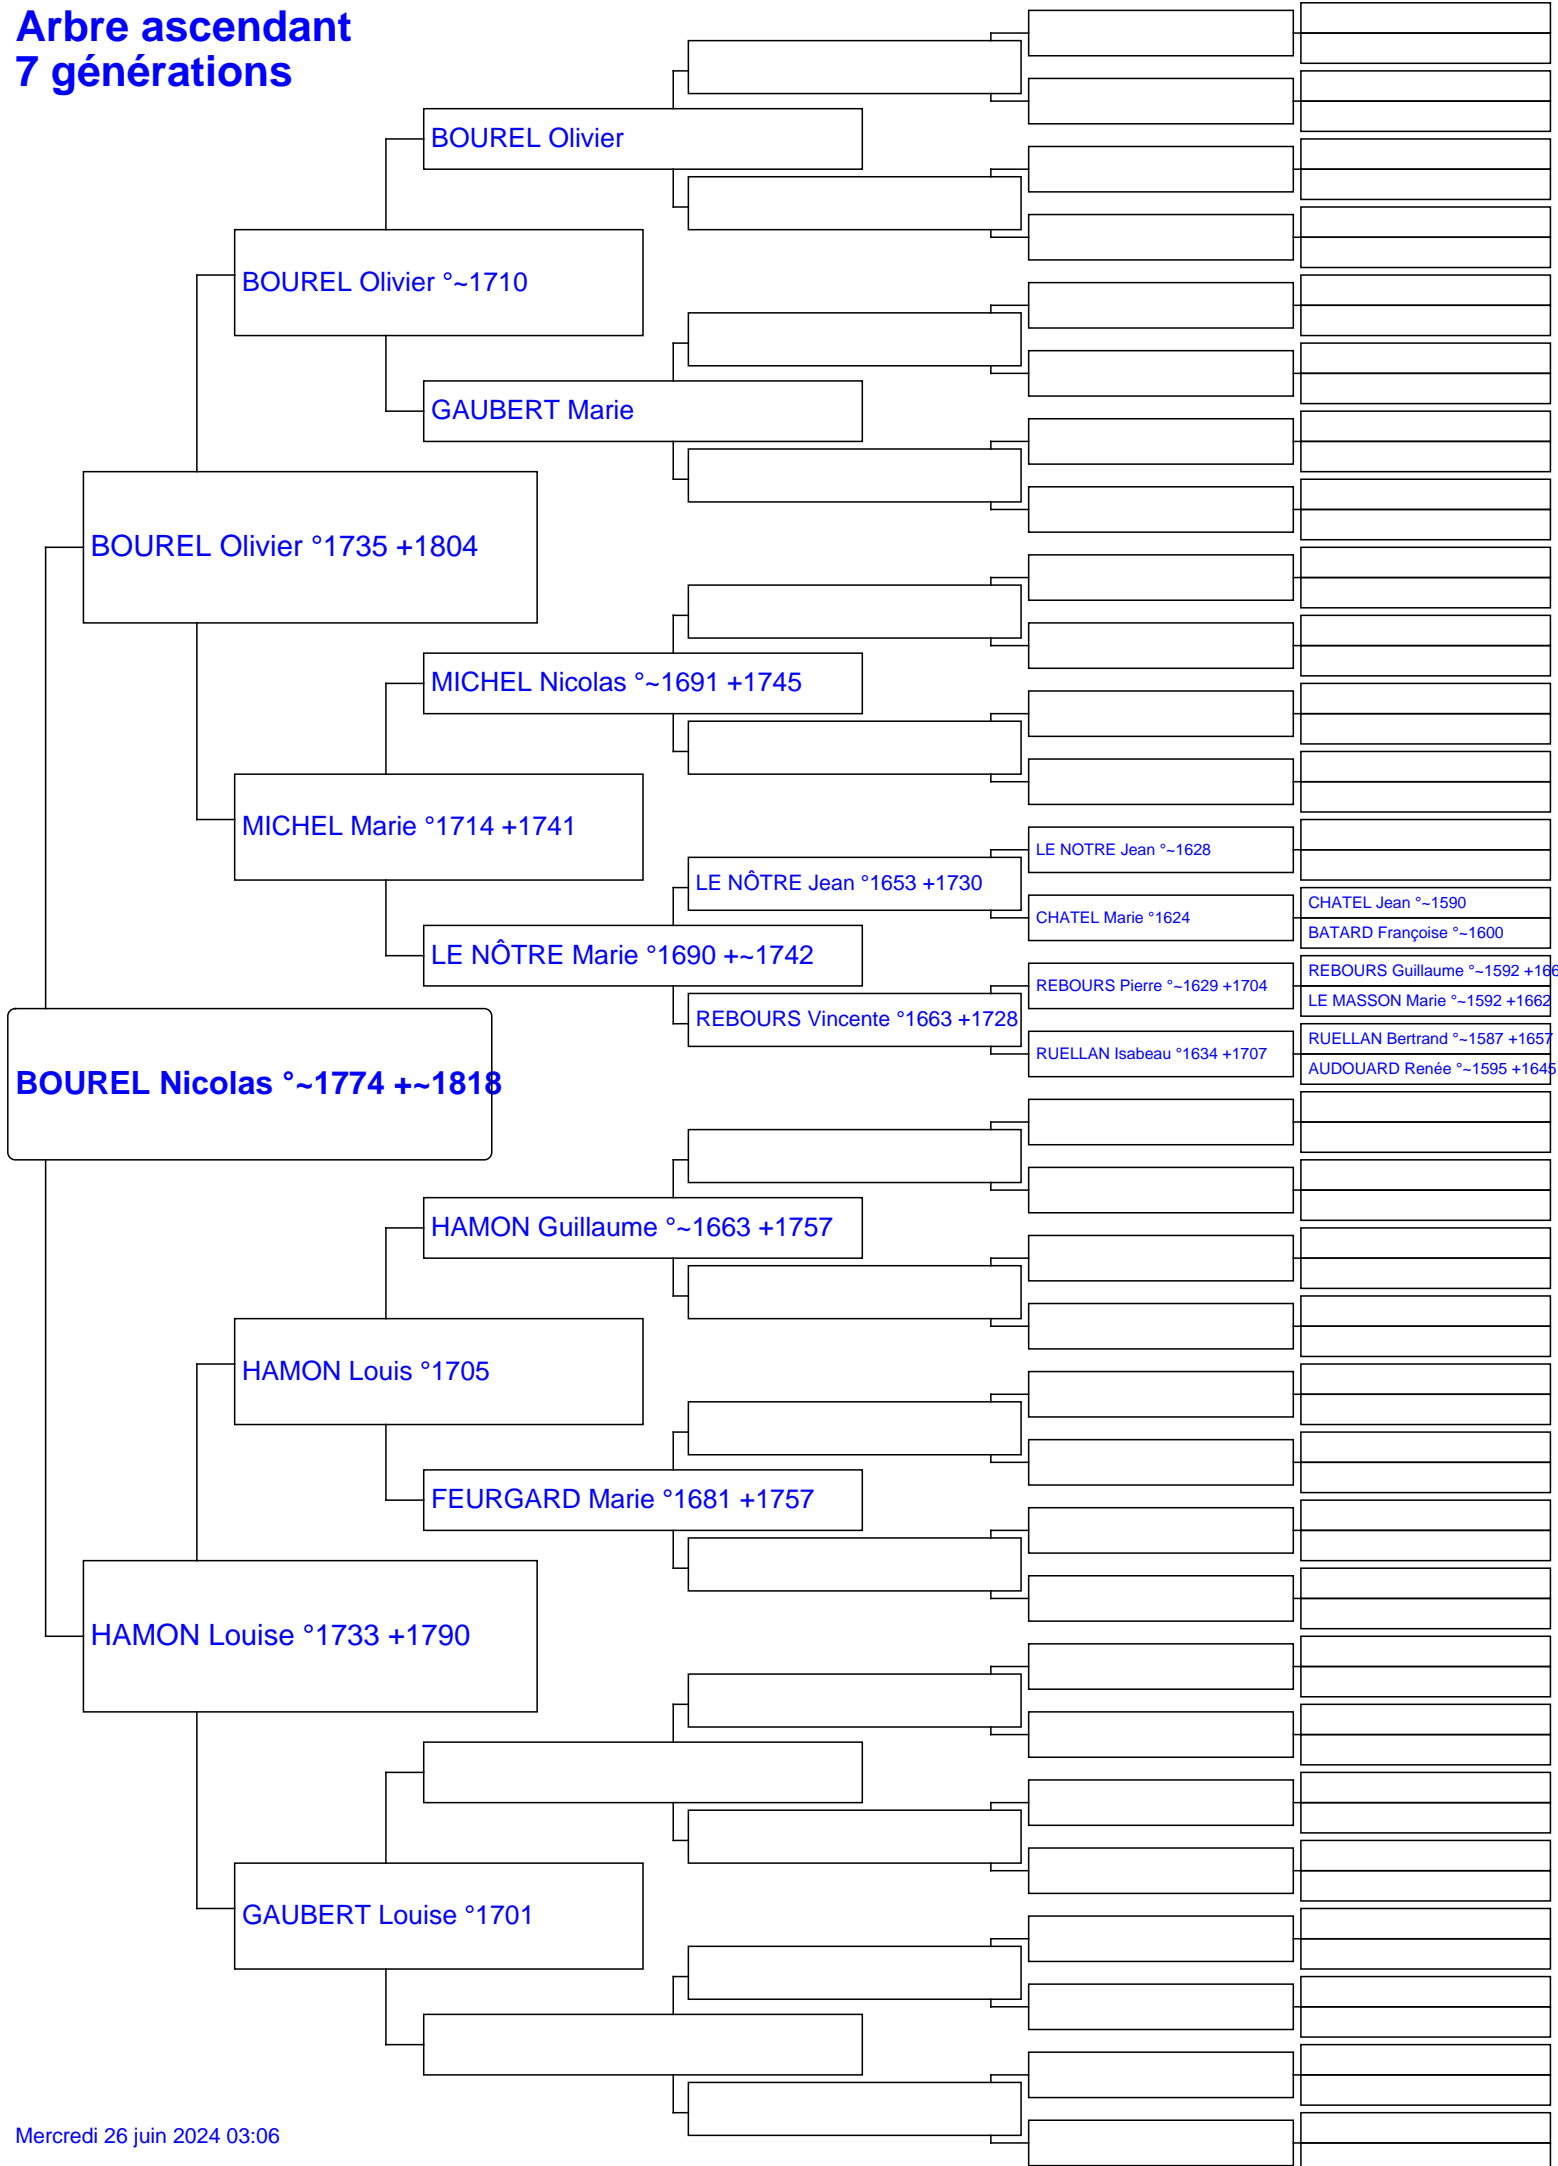 Arbre ascendant
7 générations
BOUREL Olivier
BOUREL Olivier °~1710
GAUBERT Marie
BOUREL Olivier °1735 +1804
MICHEL Nicolas °~1691 +1745
MICHEL Marie °1714 +1741
LE NOTRE Jean °~1628
LE NÔTRE Jean °1653 +1730
CHATEL Jean °~1590
CHATEL Marie °1624
BATARD Françoise °~1600
LE NÔTRE Marie °1690 +~1742
REBOURS Guillaume °~1592 +166
REBOURS Pierre °~1629 +1704
LE MASSON Marie °~1592 +1662
REBOURS Vincente °1663 +1728
RUELLAN Bertrand °~1587 +1657
RUELLAN Isabeau °1634 +1707
AUDOUARD Renée °~1595 +1645
BOUREL Nicolas °~1774 +~1818
HAMON Guillaume °~1663 +1757
HAMON Louis °1705
FEURGARD Marie °1681 +1757
HAMON Louise °1733 +1790
GAUBERT Louise °1701
Mercredi 26 juin 2024 03:06